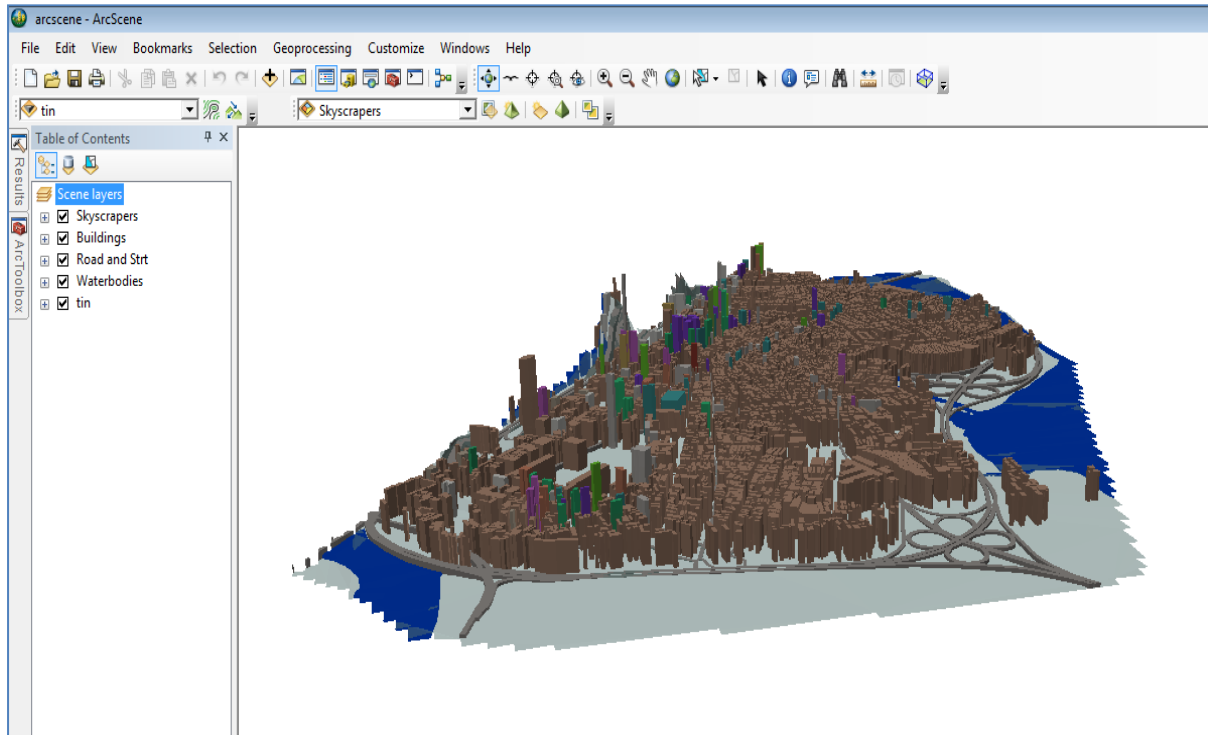 arcscene - ArcScene
File Edit View Bookmarks Selection Geoprocessing Customize Windows Help
tin Skyscrapers
Table of Contents
Results
ArcToolbox
Scene layers
Skyscrapers
Buildings
Road and Strt
Waterbodies
tin